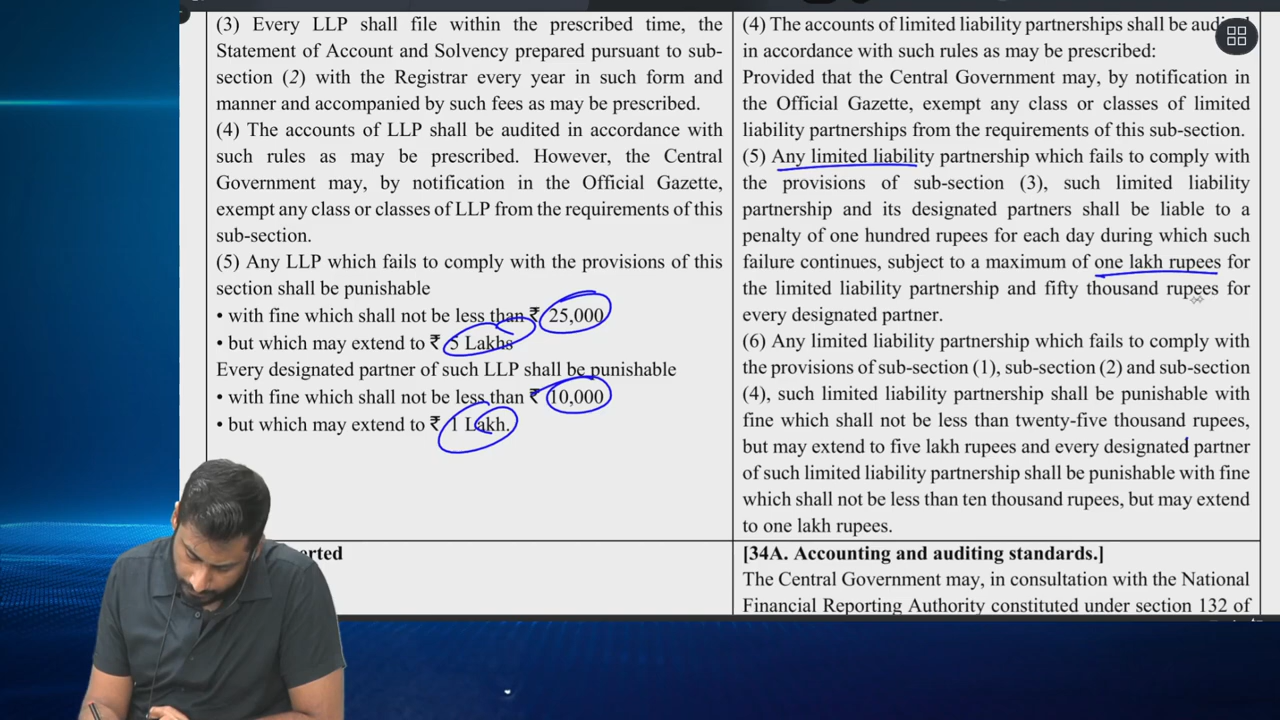 (3) Every LLP shall file within the prescribed time, the
Statement of Account and Solvency prepared pursuant to sub-
section (2) with the Registrar every year in such form and
manner and accompanied by such fees as may be prescribed.
(4) The accounts of LLP shall be audited in accordance with
such rules as may be prescribed. However, the Central
Government may, by notification in the Official Gazette,
exempt any class or classes of LLP from the requirements of this
sub-section.
(5) Any LLP which fails to comply with the provisions of this
section shall be punishable
• with fine which shall not be less than ₹ 25,000
• but which may extend to ₹ 5 Lakhs
Every designated partner of such LLP shall be punishable
• with fine which shall not be less than ₹ 10,000
• but which may extend to ₹ 1 Lakh.
erted
(4) The accounts of limited liability partnerships shall be
in accordance with such rules as may be prescribed:
Provided that the Central Government may, by notification in
the Official Gazette, exempt any class or classes of limited
liability partnerships from the requirements of this sub-section.
(5) Any limited liability partnership which fails to comply with
the provisions of sub-section (3), such limited liability
partnership and its designated partners shall be liable to a
penalty of one hundred rupees for each day during which such
failure continues, subject to a maximum of one lakh rupees for
the limited liability partnership and fifty thousand rupees for
every designated partner.
(6) Any limited liability partnership which fails to comply with
the provisions of sub-section (1), sub-section (2) and sub-section
(4), such limited liability partnership shall be punishable with
fine which shall not be less than twenty-five thousand rupees,
but may extend to five lakh rupees and every designated partner
of such limited liability partnership shall be punishable with fine
which shall not be less than ten thousand rupees, but may extend
to one lakh rupees.
[34A. Accounting and auditing standards.]
The Central Government may, in consultation with the National
Financial Reporting Authority constituted under section 132 of